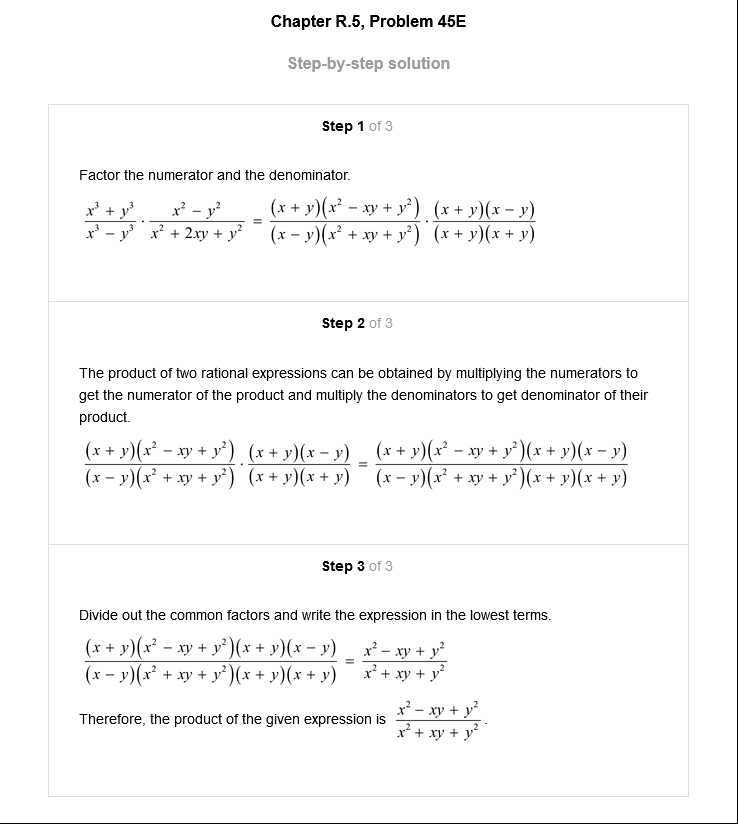 Chapter R.5, Problem 45E
Step-by-step solution
Step 1 of 3
Factor the numerator and the denominator.
\frac{x^3 + y^3}{x^3 - y^3} \cdot \frac{x^2 - y^2}{x^2 + 2xy + y^2} = \frac{(x + y)(x^2 - xy + y^2)}{(x - y)(x^2 + xy + y^2)} \cdot \frac{(x + y)(x - y)}{(x + y)(x + y)}
Step 2 of 3
The product of two rational expressions can be obtained by multiplying the numerators to
get the numerator of the product and multiply the denominators to get denominator of their
product.
\frac{(x + y)(x^2 - xy + y^2)}{(x - y)(x^2 + xy + y^2)} \cdot \frac{(x + y)(x - y)}{(x + y)(x + y)} = \frac{(x + y)(x^2 - xy + y^2)(x + y)(x - y)}{(x - y)(x^2 + xy + y^2)(x + y)(x + y)}
Step 3 of 3
Divide out the common factors and write the expression in the lowest terms.
\frac{(x + y)(x^2 - xy + y^2)(x + y)(x - y)}{(x - y)(x^2 + xy + y^2)(x + y)(x + y)} = \frac{x^2 - xy + y^2}{x^2 + xy + y^2}
Therefore, the product of the given expression is \frac{x^2 - xy + y^2}{x^2 + xy + y^2}.